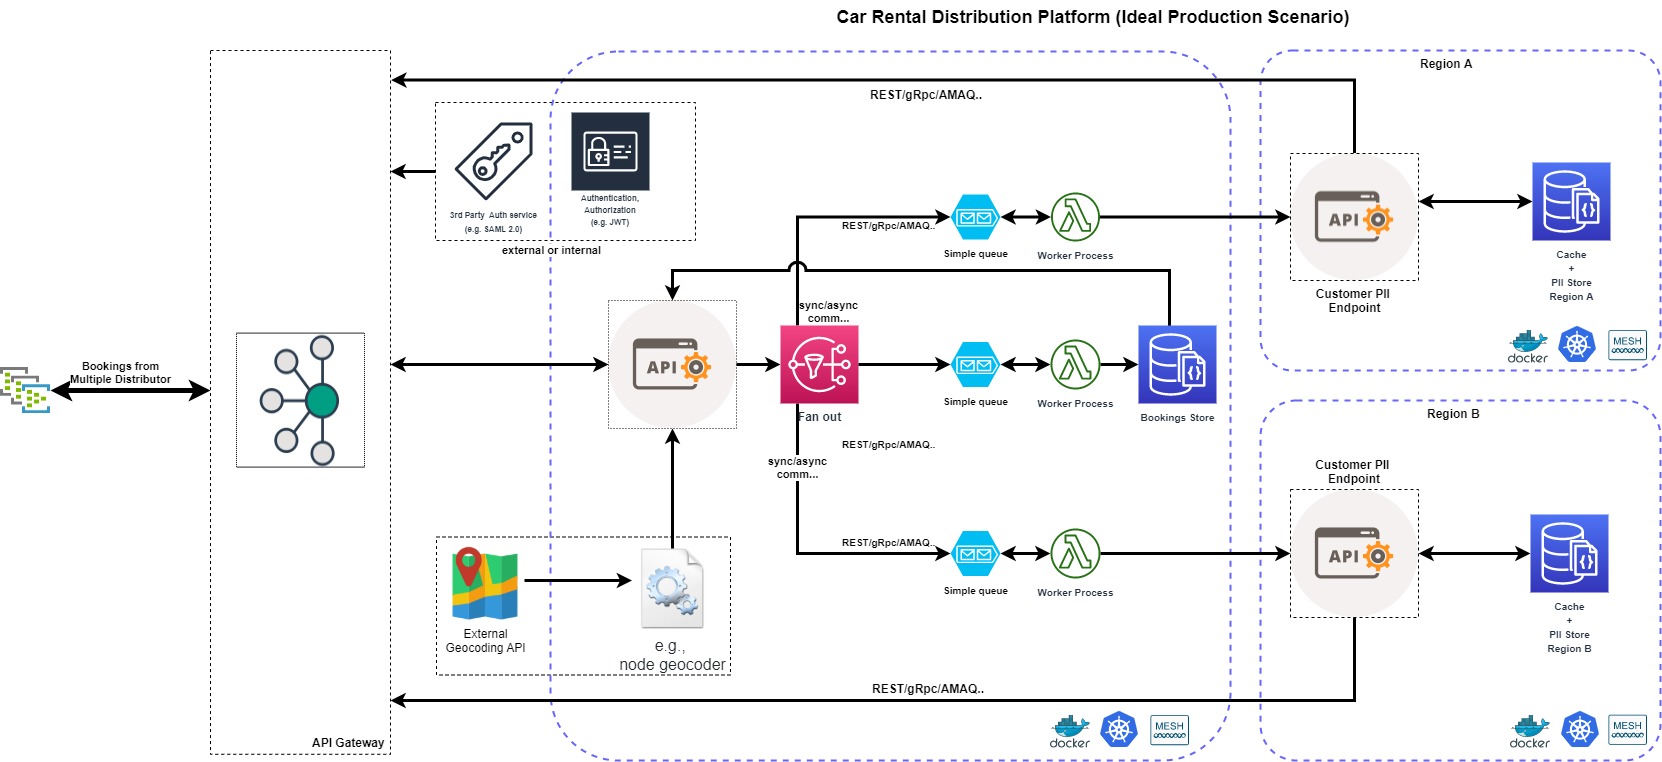 Car Rental Distribution Platform (Ideal Production Scenario)
Region A
REST/gRpc/AMAQ..
3rd Party Auth service
(e.g. SAML 2.0)
Authentication,
Authorization
(e.g. JWT)
external or internal
REST/gRpc/AMAQ..
Simple queue
Worker Process
API
Customer PII
Endpoint
Cache
+
PII Store
Region A
docker
MESH
sync/async
comm...
API
Bookings from
Multiple Distributor
Fan out
Simple queue
Worker Process
Bookings Store
REST/gRpc/AMAQ..
sync/async
comm...
Region B
Customer PII
Endpoint
API
REST/gRpc/AMAQ..
Simple queue
Worker Process
Cache
+
PII Store
Region B
External
Geocoding API
e.g.,
node geocoder
REST/gRpc/AMAQ..
API Gateway
docker
MESH
docker
MESH